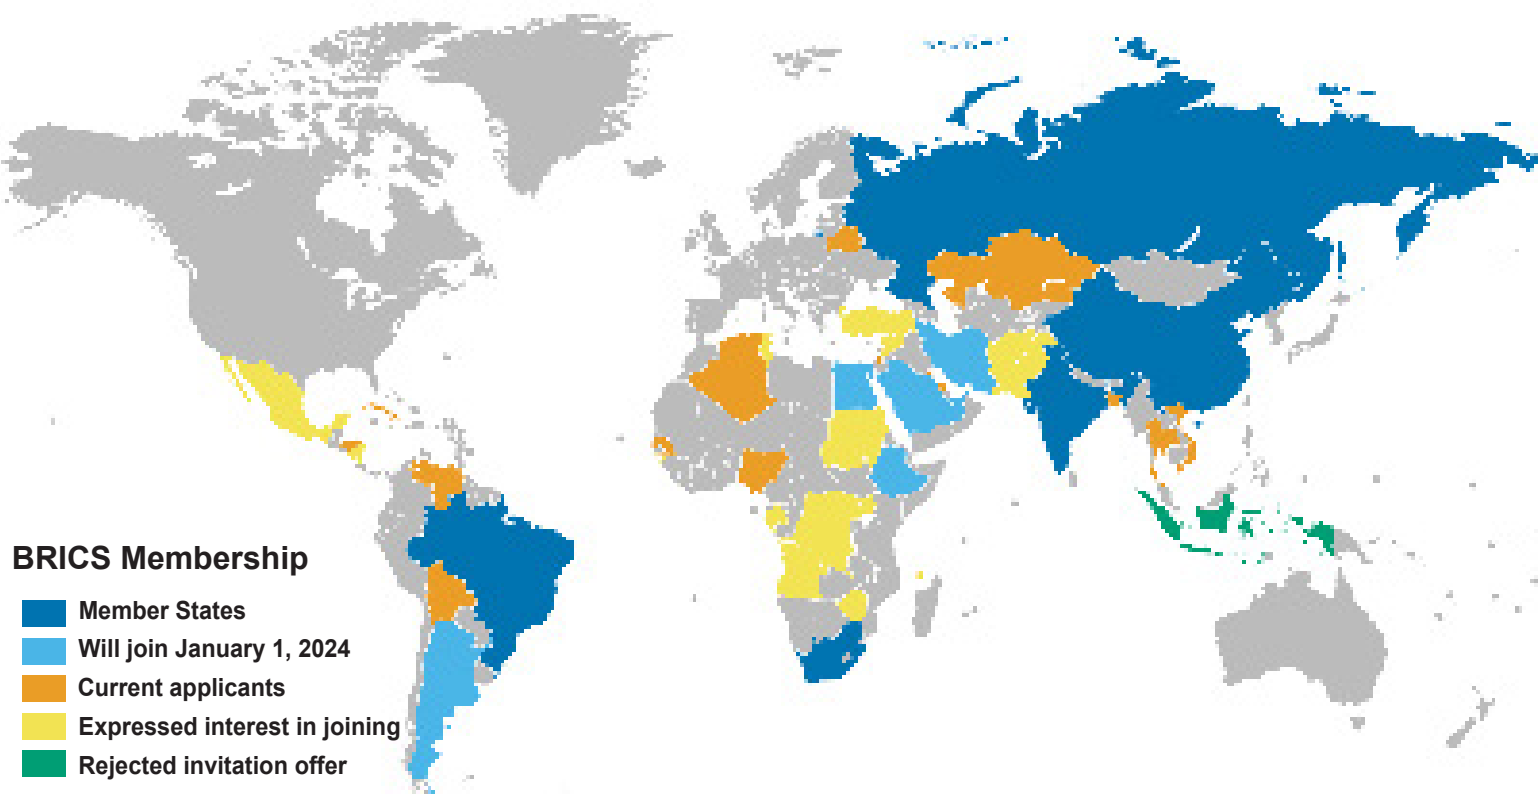 BRICS Membership
Member States
Will join January 1, 2024
Current applicants
Expressed interest in joining
Rejected invitation offer